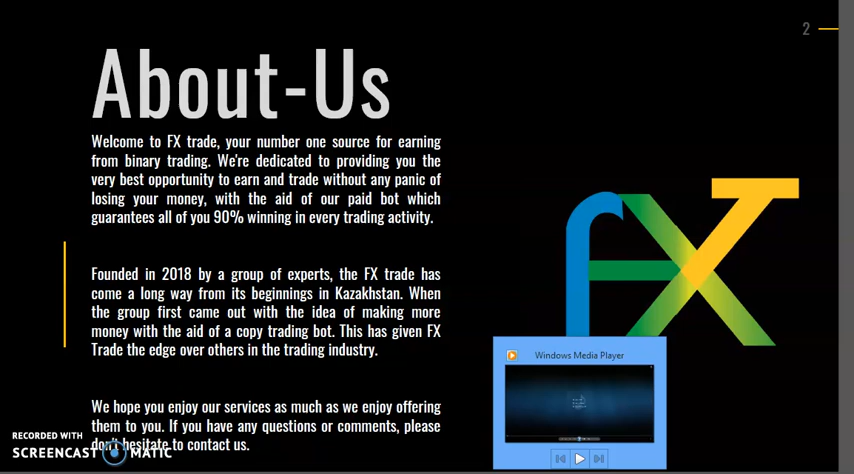 2
About-Us
Welcome to FX trade, your number one source for earning
from binary trading. We're dedicated to providing you the
very best opportunity to earn and trade without any panic of
losing your money, with the aid of our paid bot which
guarantees all of you 90% winning in every trading activity.
Founded in 2018 by a group of experts, the FX trade has
come a long way from its beginnings in Kazakhstan. When
the group first came out with the idea of making more
money with the aid of a copy trading bot. This has given FX
Trade the edge over others in the trading industry.
We hope you enjoy our services as much as we enjoy offering
them to you. If you have any questions or comments, please
don't hesitate to contact us.
fX
Windows Media Player
RECORDED WITH
SCREENCAST MATIC